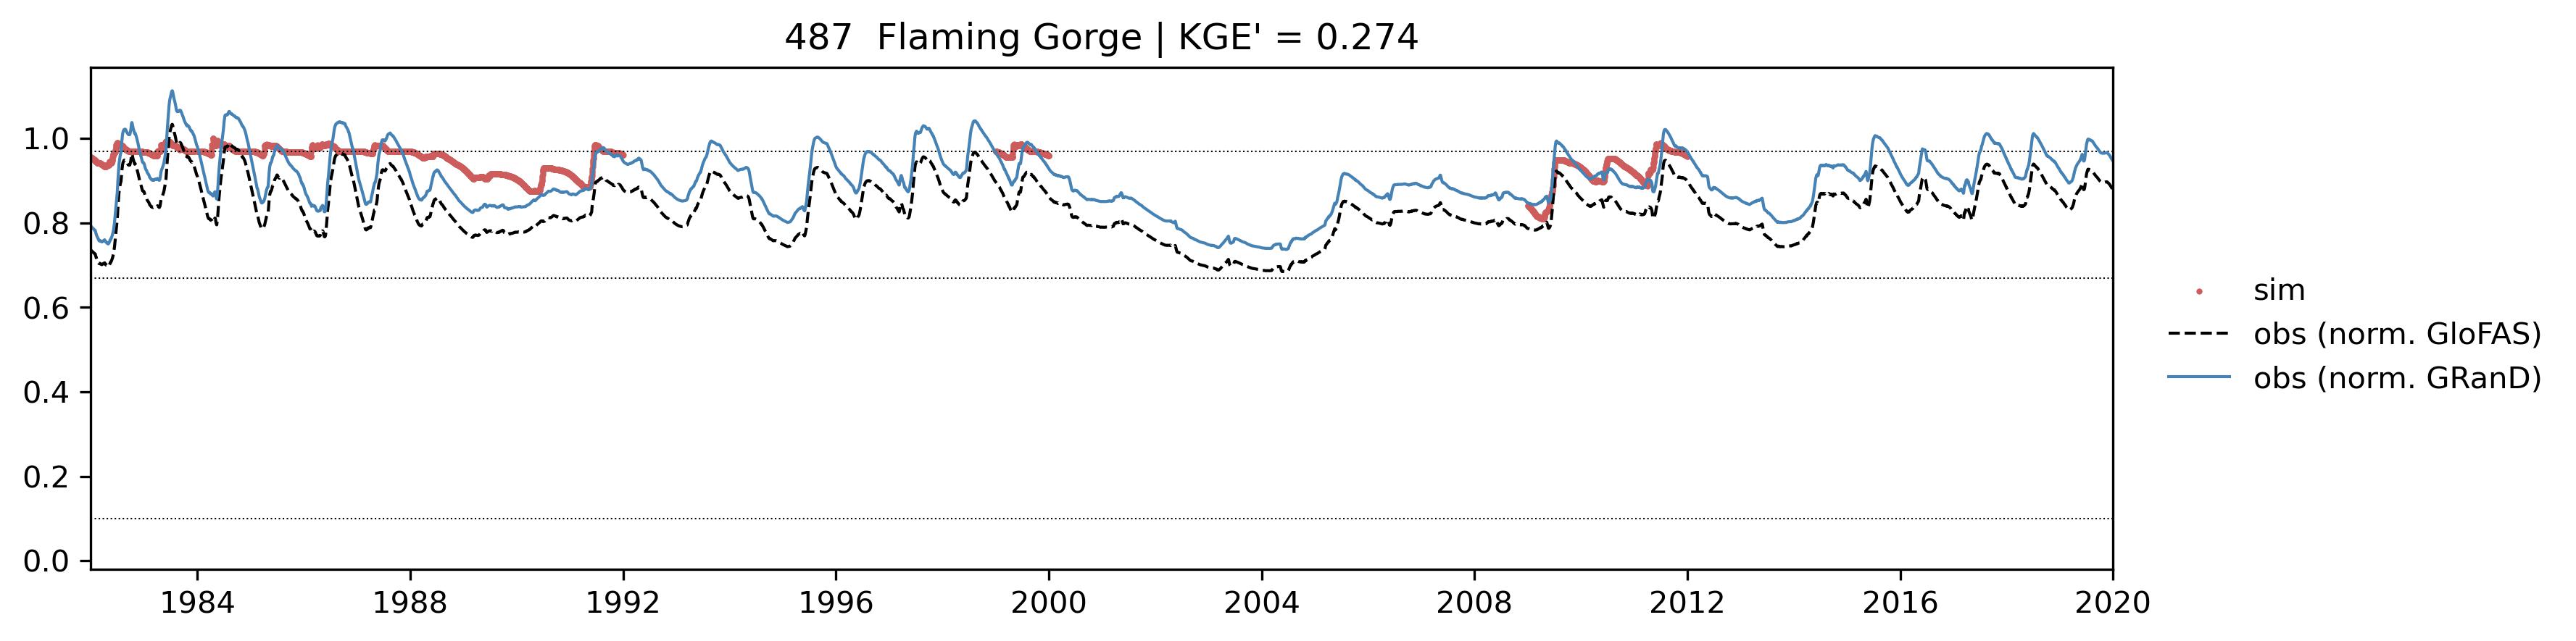 487  Flaming Gorge | KGE' = 0.274
1.0
0.8
0.6
0.4
0.2
0.0
1984 1988 1992 1996 2000 2004 2008 2012 2016 2020
sim
obs (norm. GloFAS)
obs (norm. GRanD)